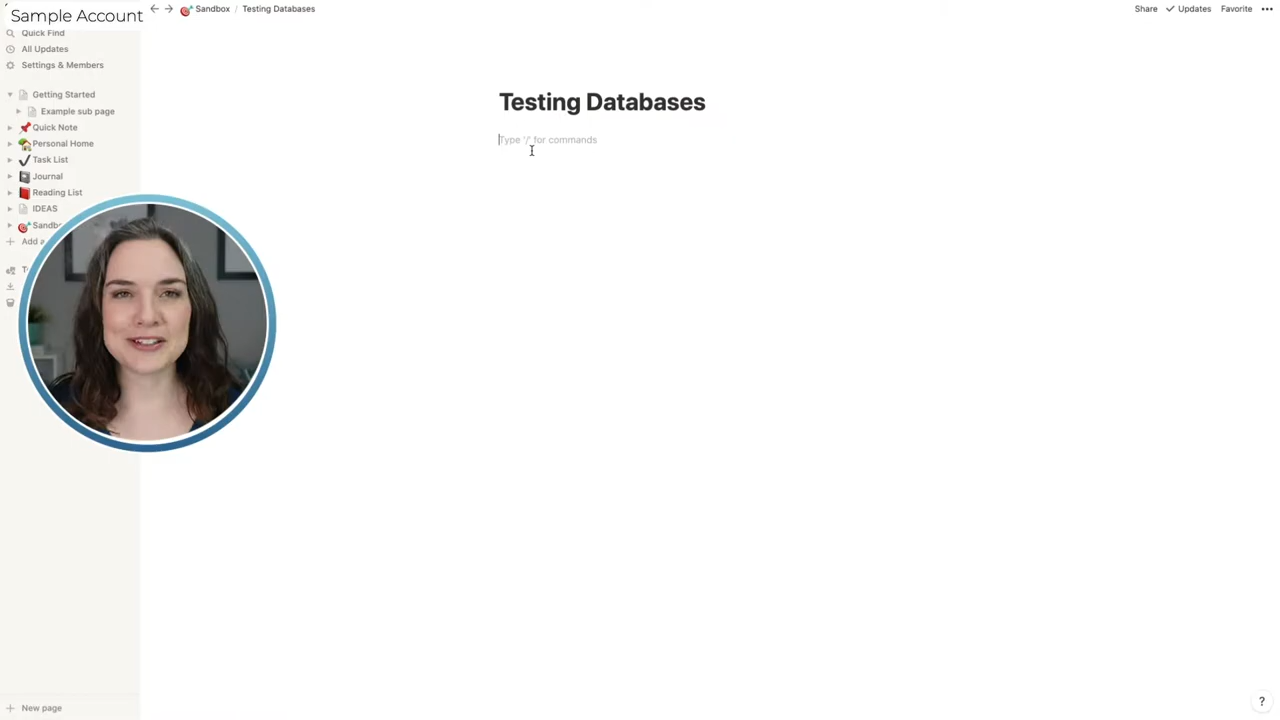 Sample Account
Sandbox / Testing Databases
Share
Updates
Favorite
Quick Find
All Updates
Settings & Members
Getting Started
Example sub page
Quick Note
Personal Home
Task List
Journal
Reading List
IDEAS
Add a
Testing Databases
Type '/' for commands
New page
?